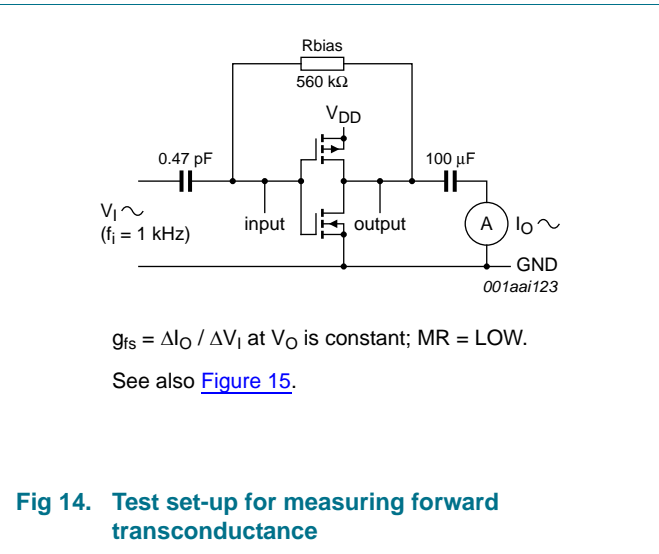 Rbias
560 kΩ
VDD
0.47 pF
100 μF
VI ~
(fi = 1 kHz)
input
output
A
IO ~
GND
001aai123
gfs = ΔIO / ΔVI at VO is constant; MR = LOW.
See also Figure 15.
Fig 14. Test set-up for measuring forward
transconductance